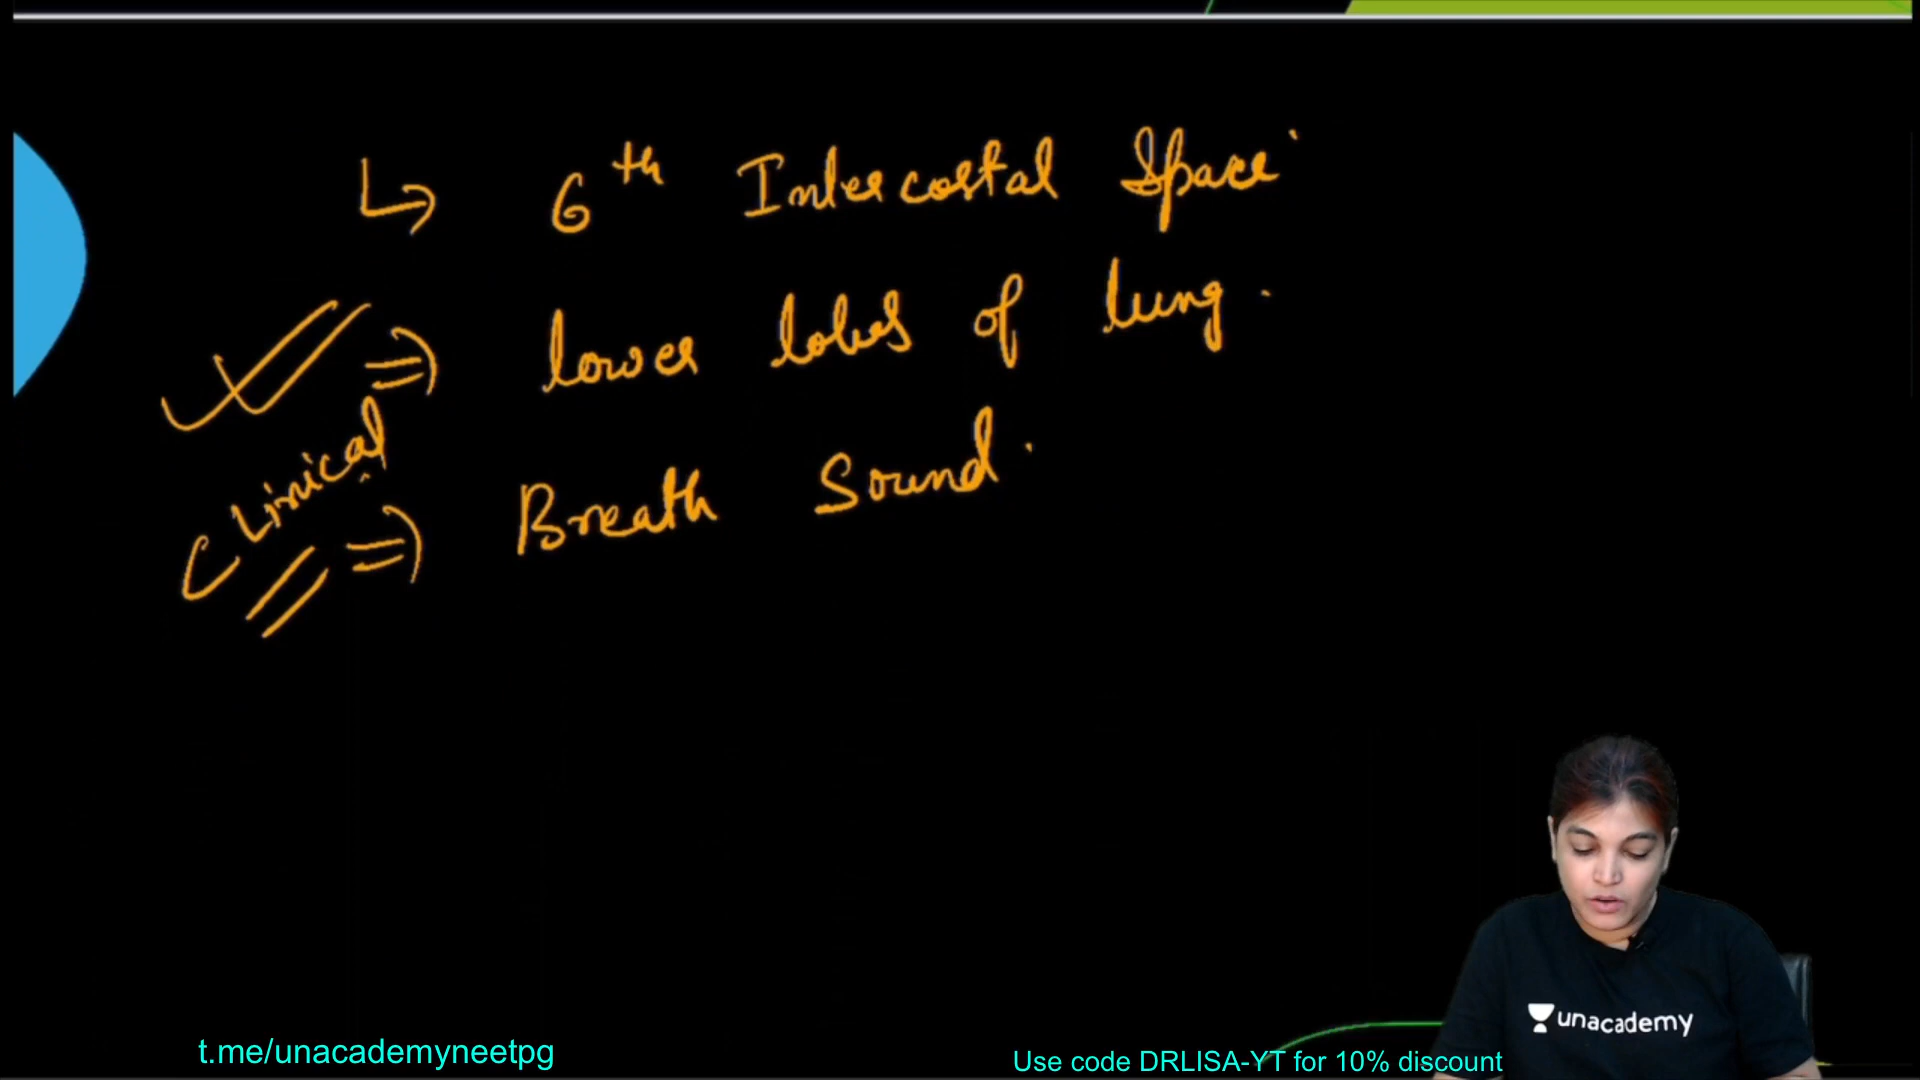 ↳ 6th Intercostal Space
⇒ lower lobes of lung.
Clinical
⇒ Breath Sound.
unacademy
t.me/unacademyneetpg
Use code DRLISA-YT for 10% discount